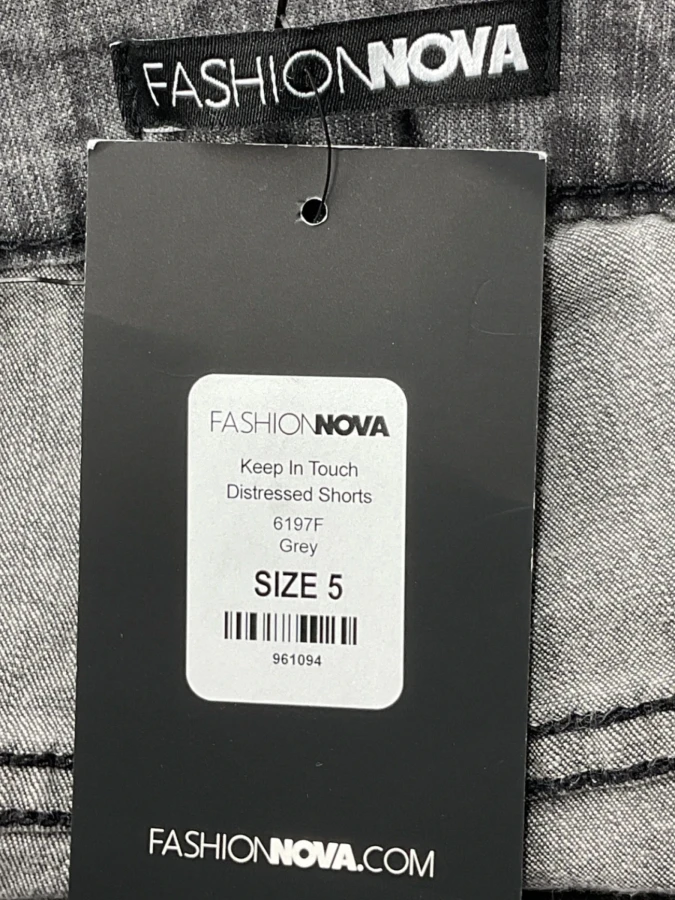 FASHIONNOVA
FASHIONNOVA
Keep In Touch
Distressed Shorts
6197F
Grey
SIZE 5
961094
FASHIONNOVA.COM